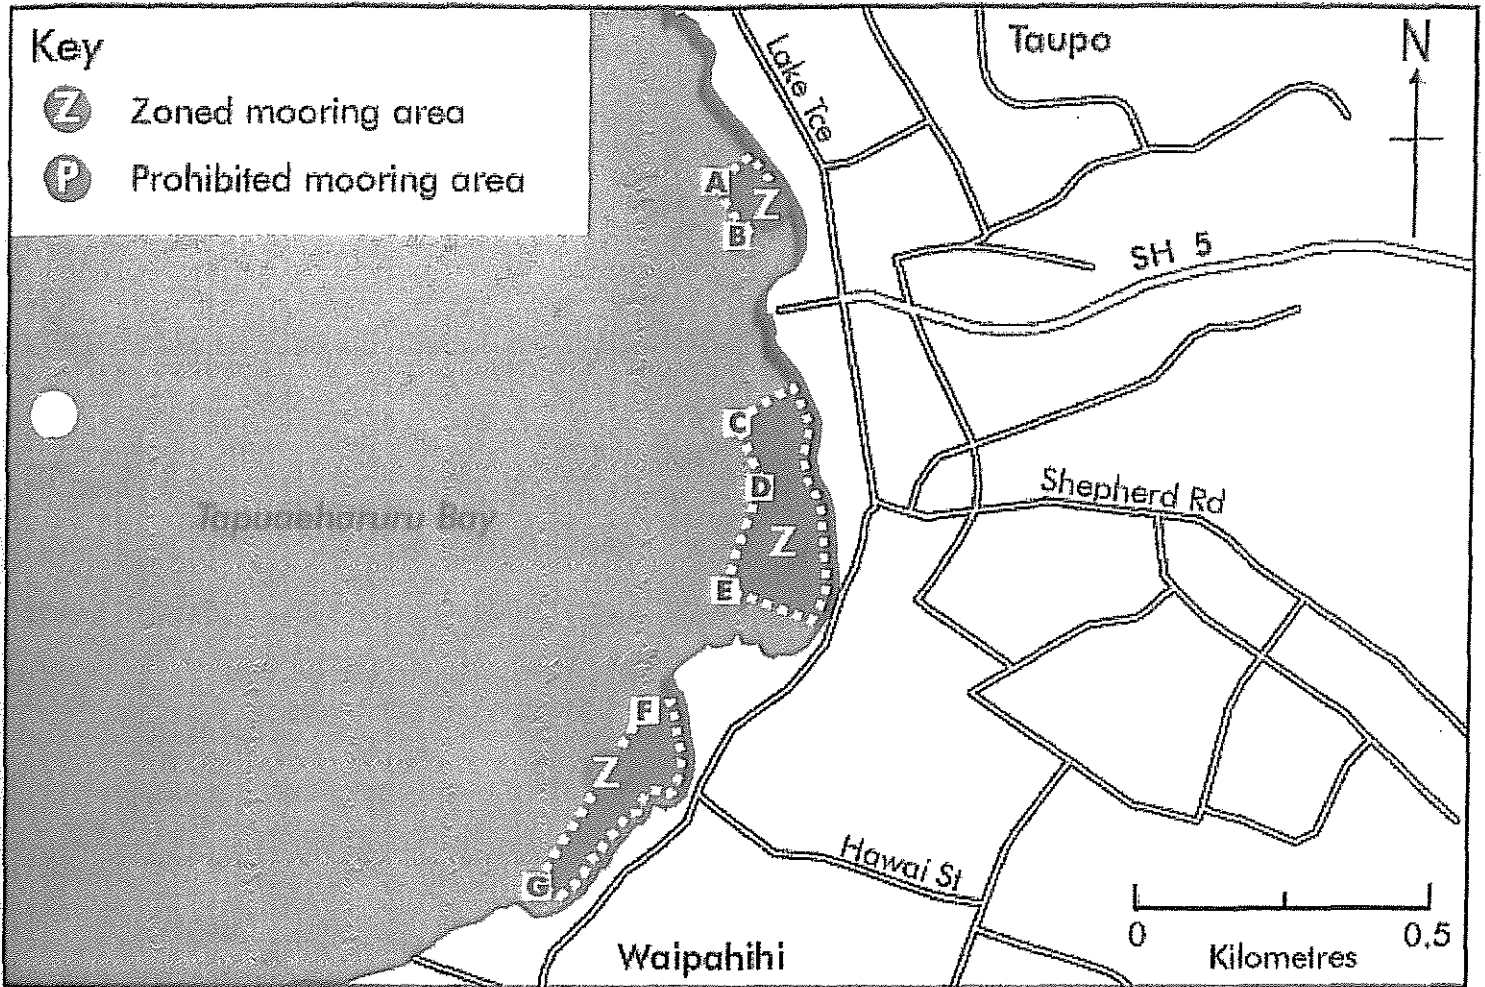 Key
Z Zoned mooring area
P Prohibited mooring area
Taupo
N
Lake Tce
A
Z
B
SH 5
C
D
Shepherd Rd
Z
E
F
Z
G
Hawai St
0 0.5
Kilometres
Waipahihi